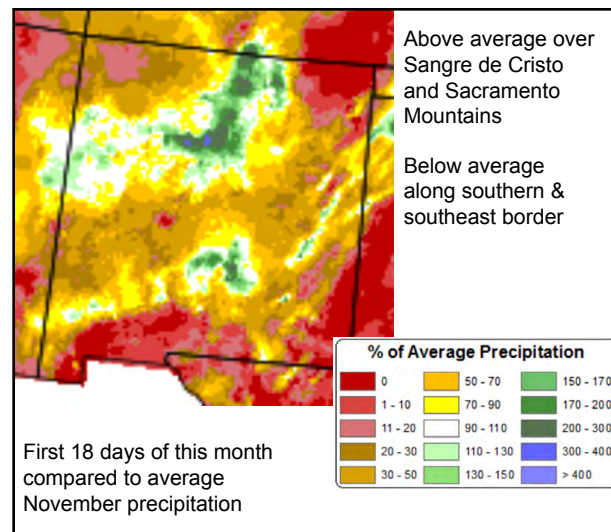 Above average over
Sangre de Cristo
and Sacramento
Mountains
Below average
along southern &
southeast border
% of Average Precipitation
0
50 - 70
150 - 170
1 - 10
70 - 90
170 - 200
11 - 20
90 - 110
200 - 300
20 - 30
110 - 130
300 - 400
30 - 50
130 - 150
> 400
First 18 days of this month
compared to average
November precipitation